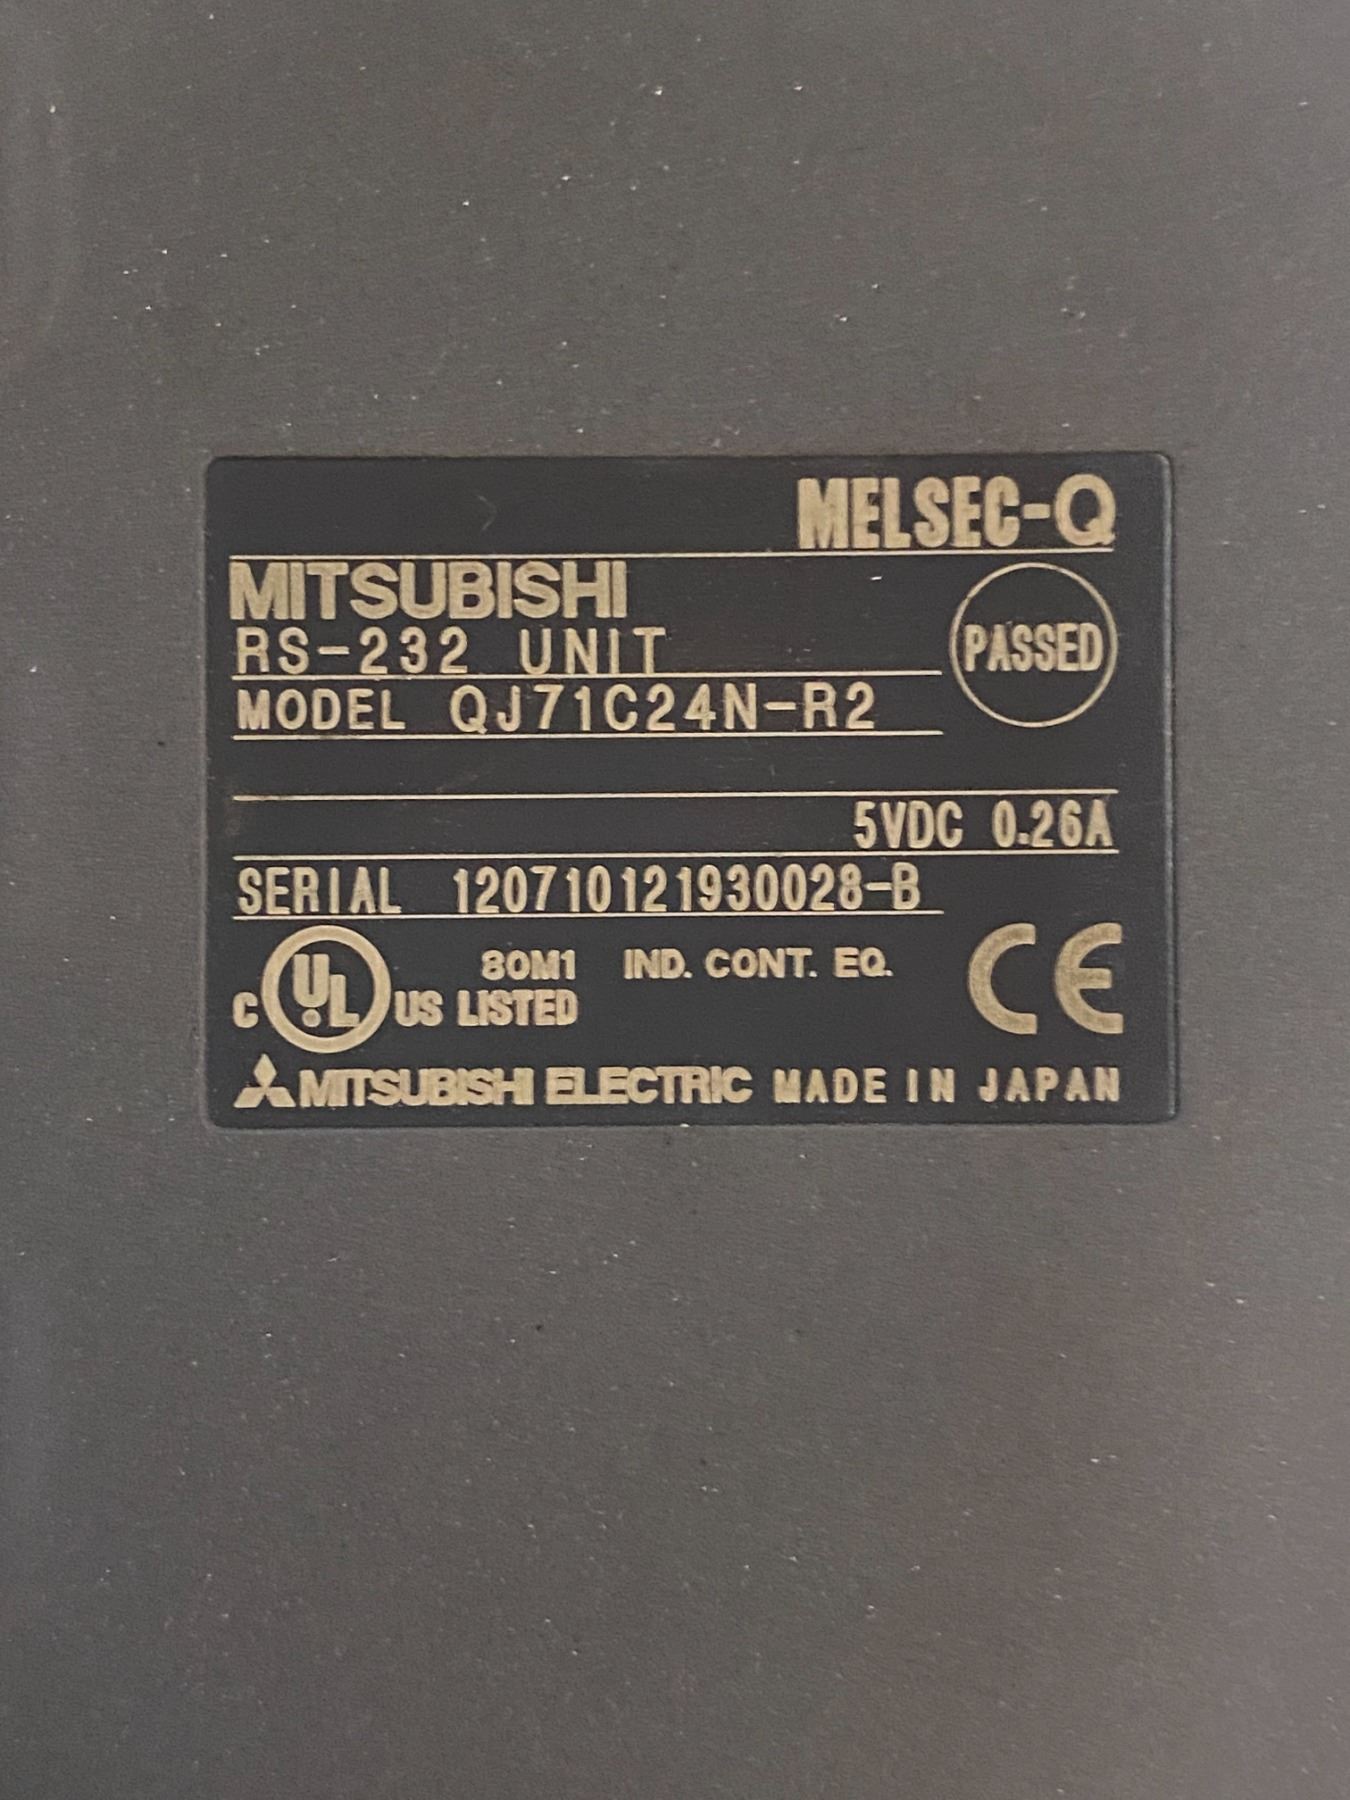 MELSEC-Q
MITSUBISHI
RS-232 UNIT
PASSED
MODEL QJ71C24N-R2
5VDC 0.26A
SERIAL 120710121930028-B
80M1 IND. CONT. EQ.
C UL US LISTED
CE
MITSUBISHI ELECTRIC MADE IN JAPAN